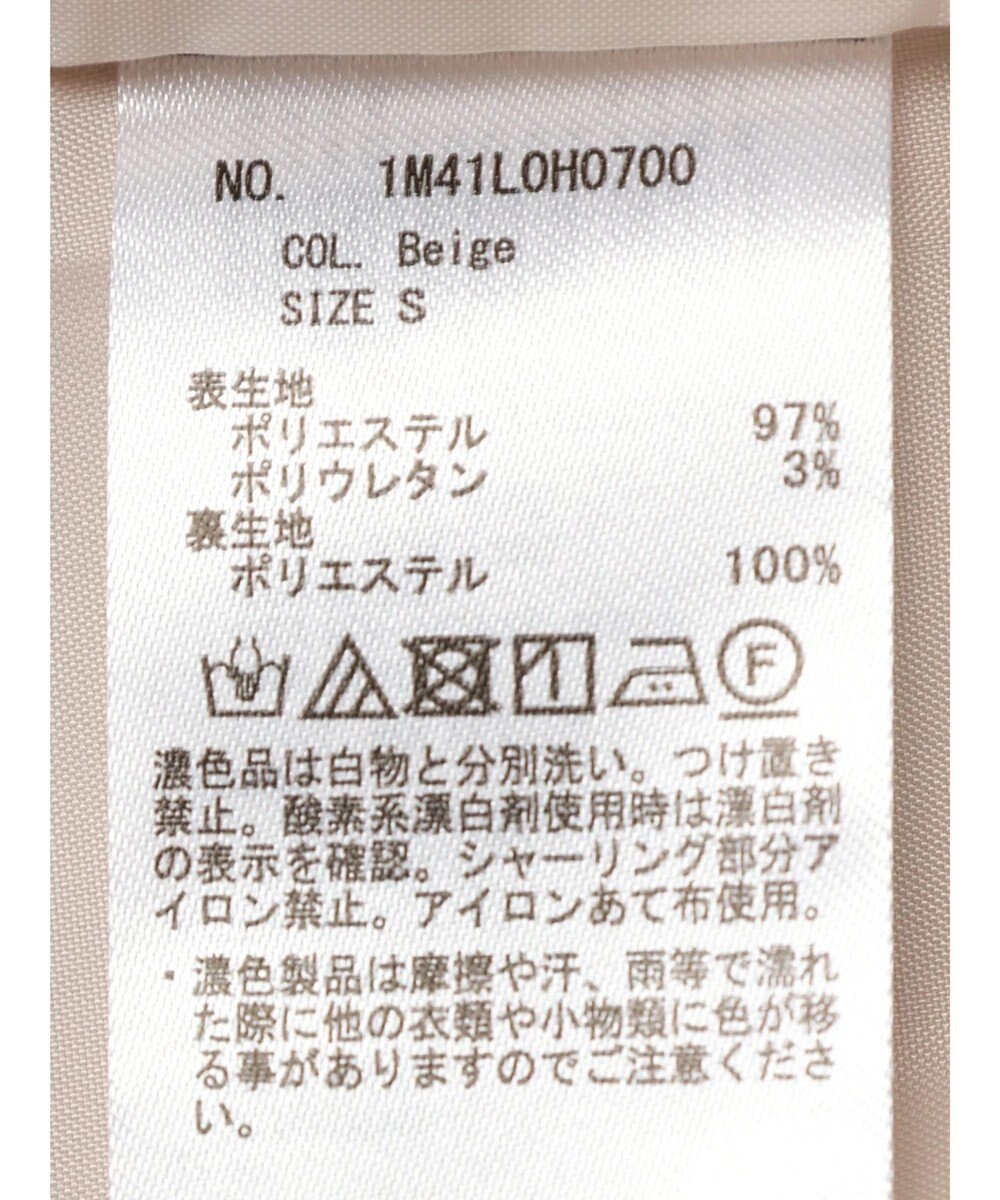 NO. 1M41L0H0700
COL. Beige
SIZE S
表生地
ポリエステル 97%
ポリウレタン 3%
裏生地
ポリエステル 100%
F
濃色品は白物と分別洗い。つけ置き
禁止。酸素系漂白剤使用時は漂白剤
の表示を確認。シャーリング部分ア
イロン禁止。アイロンあて布使用。
・濃色製品は摩擦や汗、雨等で濡れ
た際に他の衣類や小物類に色が移
る事がありますのでご注意くださ
い。